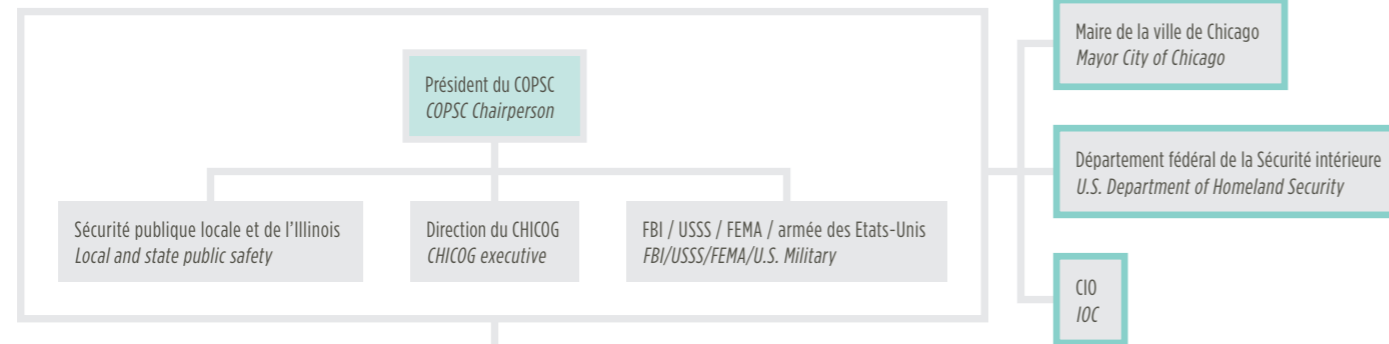 Maire de la ville de Chicago
Mayor City of Chicago
Président du COPSC
COPSC Chairperson
Département fédéral de la Sécurité intérieure
U.S. Department of Homeland Security
Sécurité publique locale et de l'Illinois
Local and state public safety
Direction du CHICOG
CHICOG executive
FBI / USSS / FEMA / armée des Etats-Unis
FBI/USSS/FEMA/U.S. Military
CIO
IOC